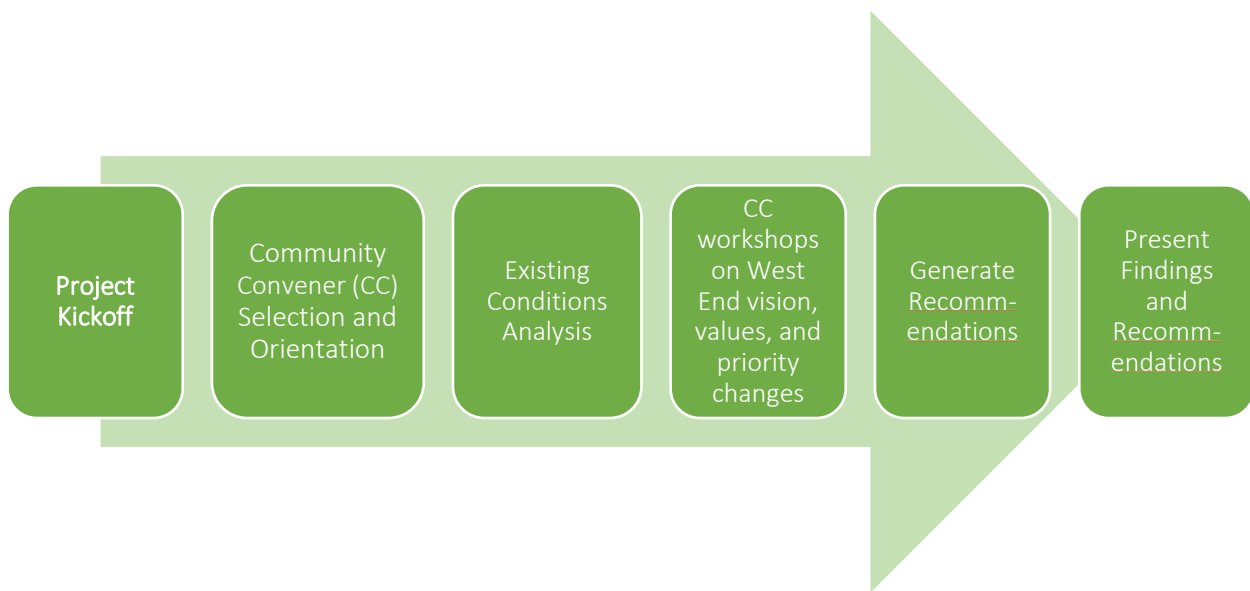 Project
Kickoff
Community
Convener (CC)
Selection and
Orientation
Existing
Conditions
Analysis
CC
workshops
on West
End vision,
values, and
priority
changes
Generate
Recomm-
endations
Present
Findings
and
Recomm-
endations